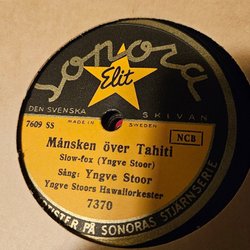 sonora
Elit
DEN SVENSKA SKIVAN
7609 SS
MADE IN SWEDEN
NCB
Månsken över Tahiti
Slow-fox (Yngve Stoor)
Sång: Yngve Stoor
Yngve Stoors Hawaiiorkester
7370
PÅ SONORAS STJÄRNSERIE